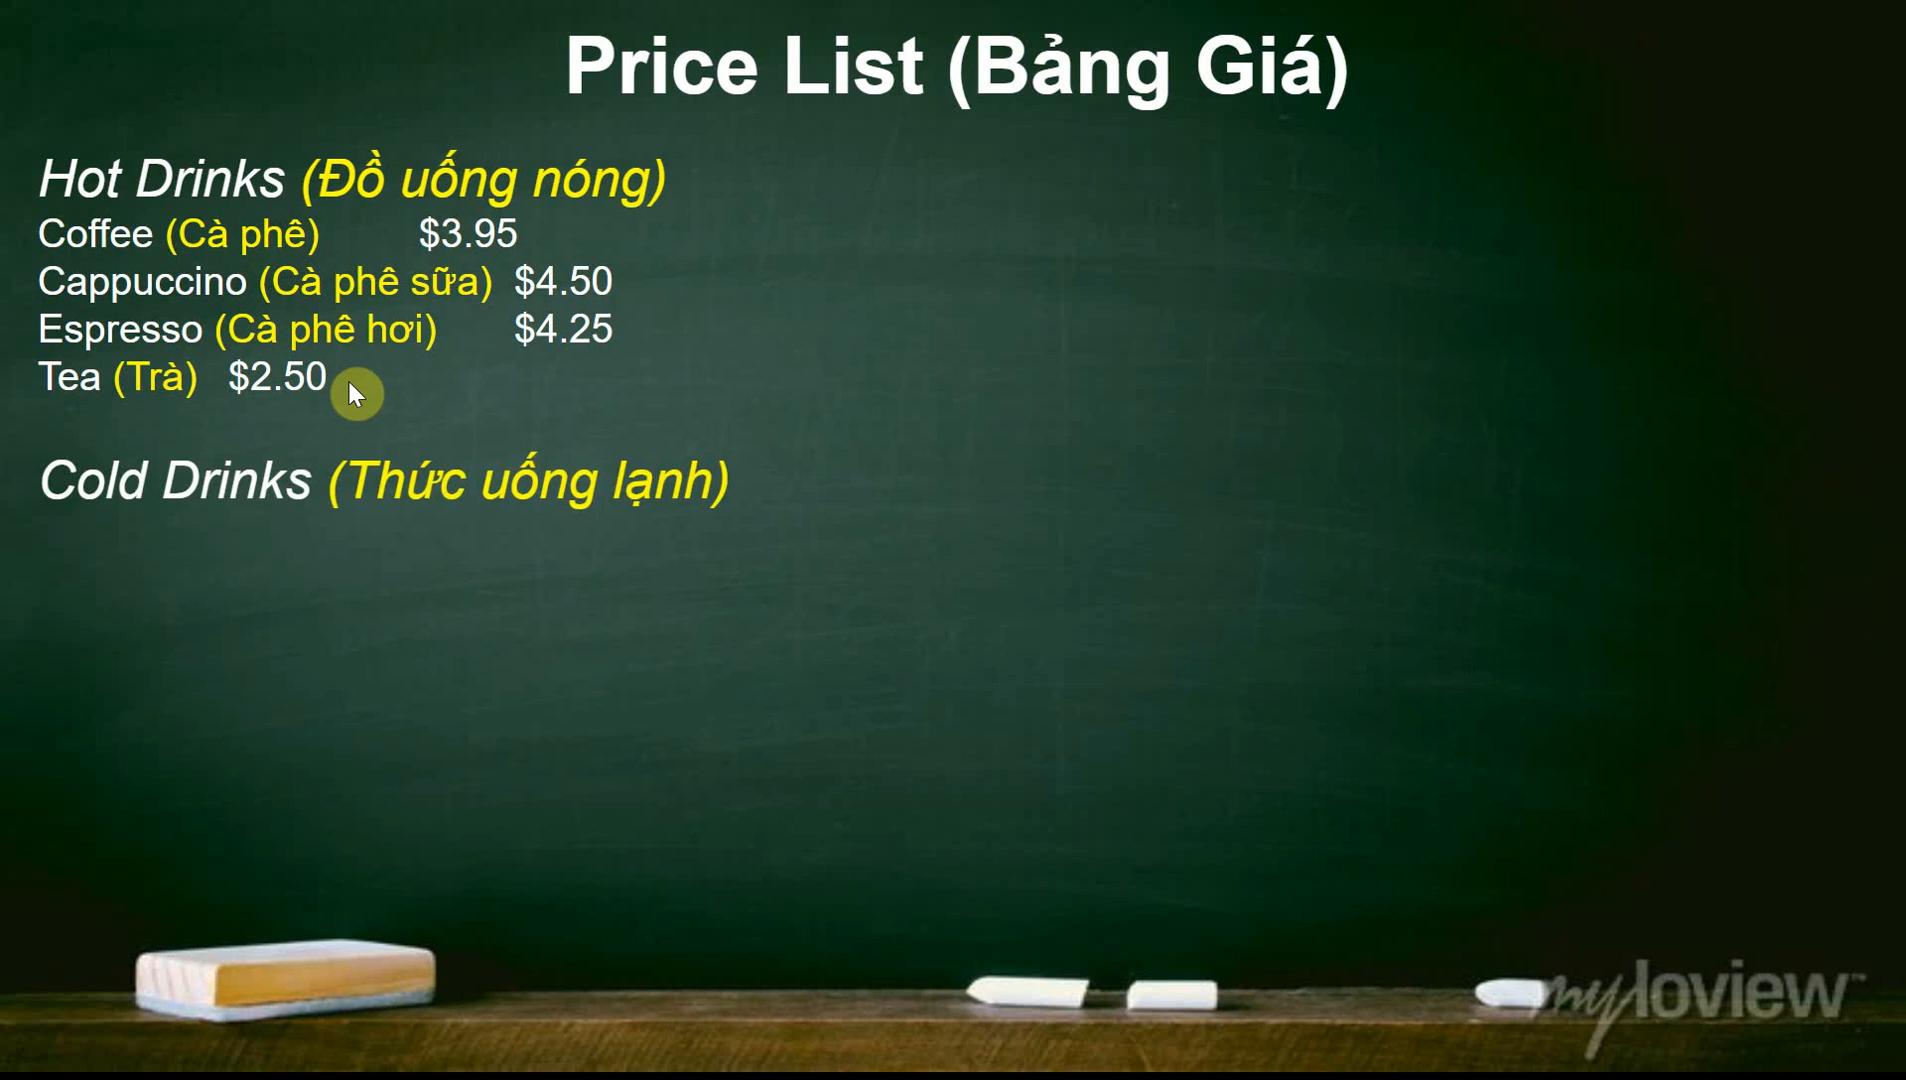 Price List (Bảng Giá)
Hot Drinks (Đồ uống nóng)
Coffee (Cà phê) $3.95
Cappuccino (Cà phê sữa) $4.50
Espresso (Cà phê hơi) $4.25
Tea (Trà) $2.50
Cold Drinks (Thức uống lạnh)
myloview™